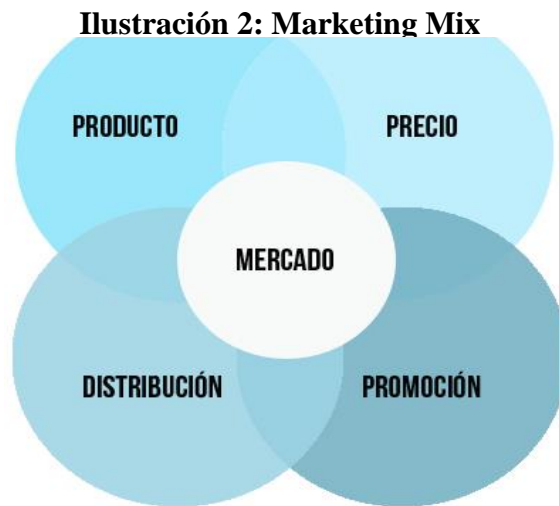 Ilustración 2: Marketing Mix
PRODUCTO
PRECIO
MERCADO
DISTRIBUCIÓN
PROMOCIÓN